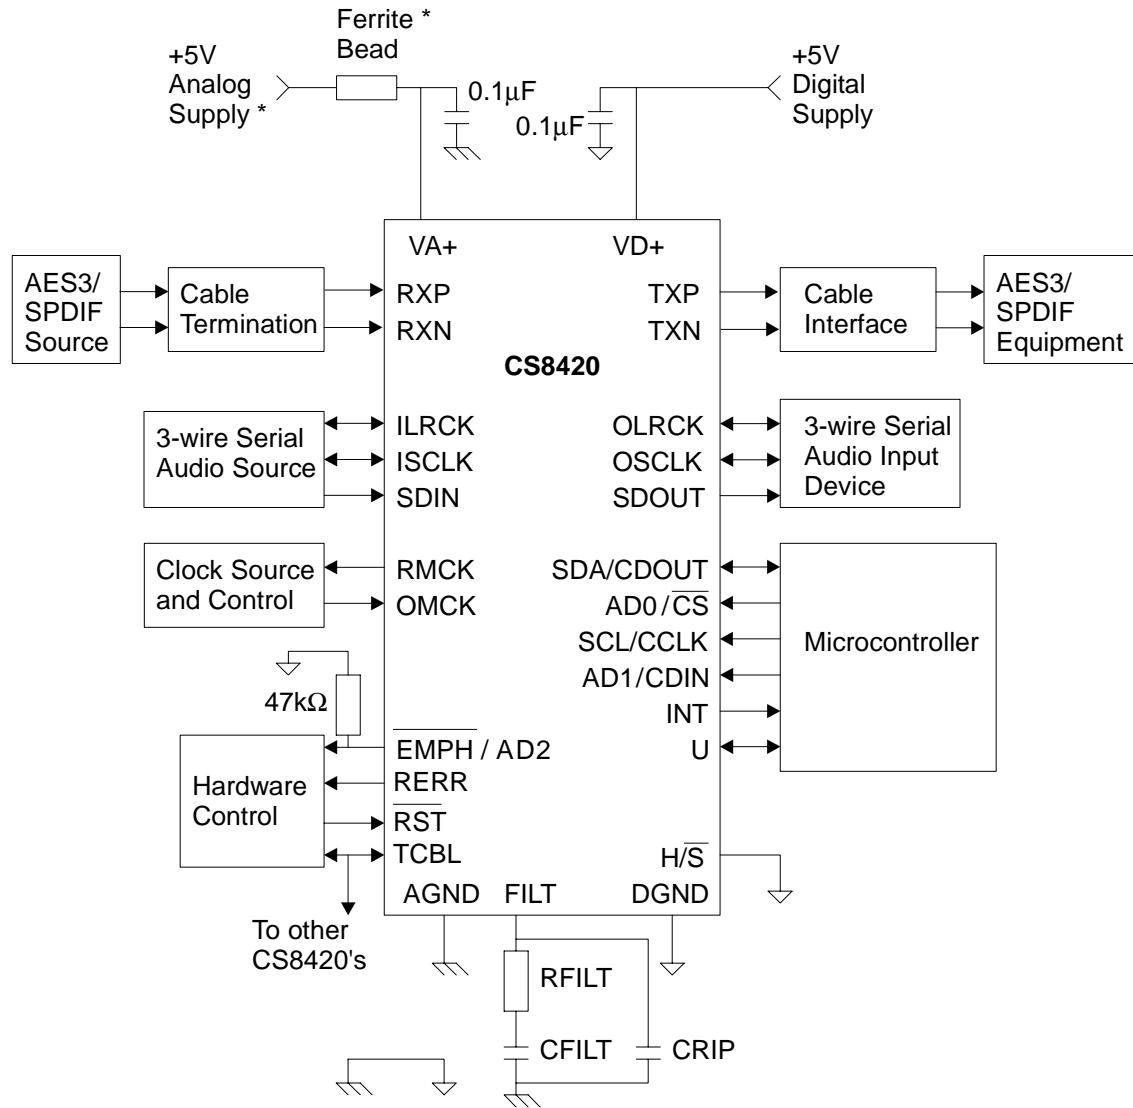 Ferrite *
Bead
+5V
Analog
Supply *
0.1µF
0.1µF
+5V
Digital
Supply
VA+
VD+
AES3/
SPDIF
Source
Cable
Termination
RXP
RXN
TXP
TXN
Cable
Interface
AES3/
SPDIF
Equipment
CS8420
3-wire Serial
Audio Source
ILRCK
ISCLK
SDIN
OLRCK
OSCLK
SDOUT
3-wire Serial
Audio Input
Device
Clock Source
and Control
RMCK
OMCK
SDA/CDOUT
AD0/C̅S̅
SCL/CCLK
AD1/CDIN
INT
U
Microcontroller
47kΩ
E̅M̅P̅H̅ / AD2
RERR
R̅S̅T̅
TCBL
Hardware
Control
H/S̅
AGND
FILT
DGND
To other
CS8420's
RFILT
CFILT
CRIP